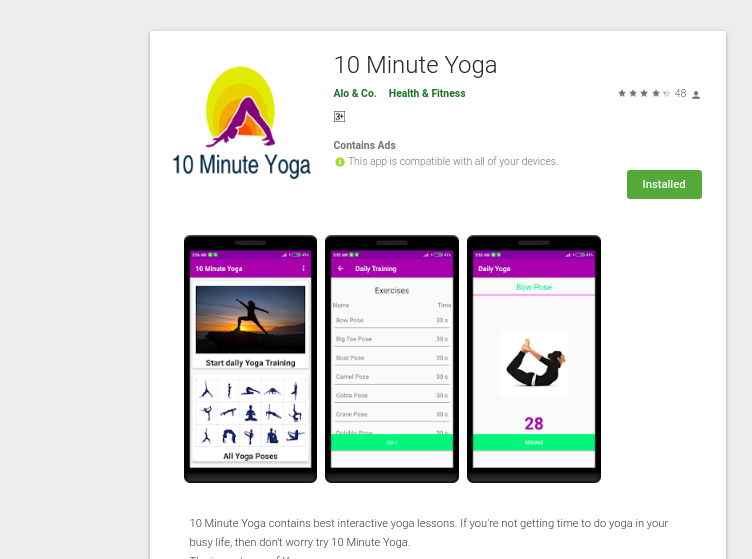 10 Minute Yoga
Alo & Co. Health & Fitness
48
3+
Contains Ads
This app is compatible with all of your devices.
Installed
10 Minute Yoga
10 Minute Yoga
Start daily Yoga Training
All Yoga Poses
Daily Training
Exercises
Name Time
Bow Pose 30 s
Big Toe Pose 30 s
Boat Pose 30 s
Camel Pose 30 s
Cobra Pose 30 s
Crane Pose 30 s
Dolphin Pose 30 s
GO >
Daily Yoga
Bow Pose
28
RESUME
10 Minute Yoga contains best interactive yoga lessons. If you're not getting time to do yoga in your
busy life, then don't worry try 10 Minute Yoga.